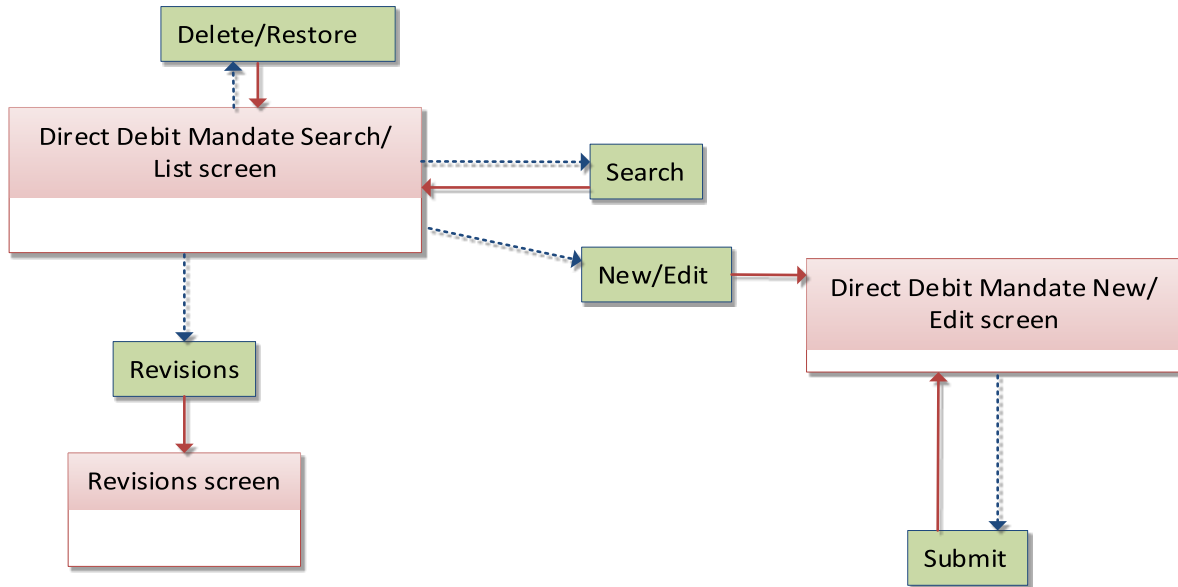 Delete/Restore
Direct Debit Mandate Search/
List screen
Search
New/Edit
Direct Debit Mandate New/
Edit screen
Revisions
Revisions screen
Submit